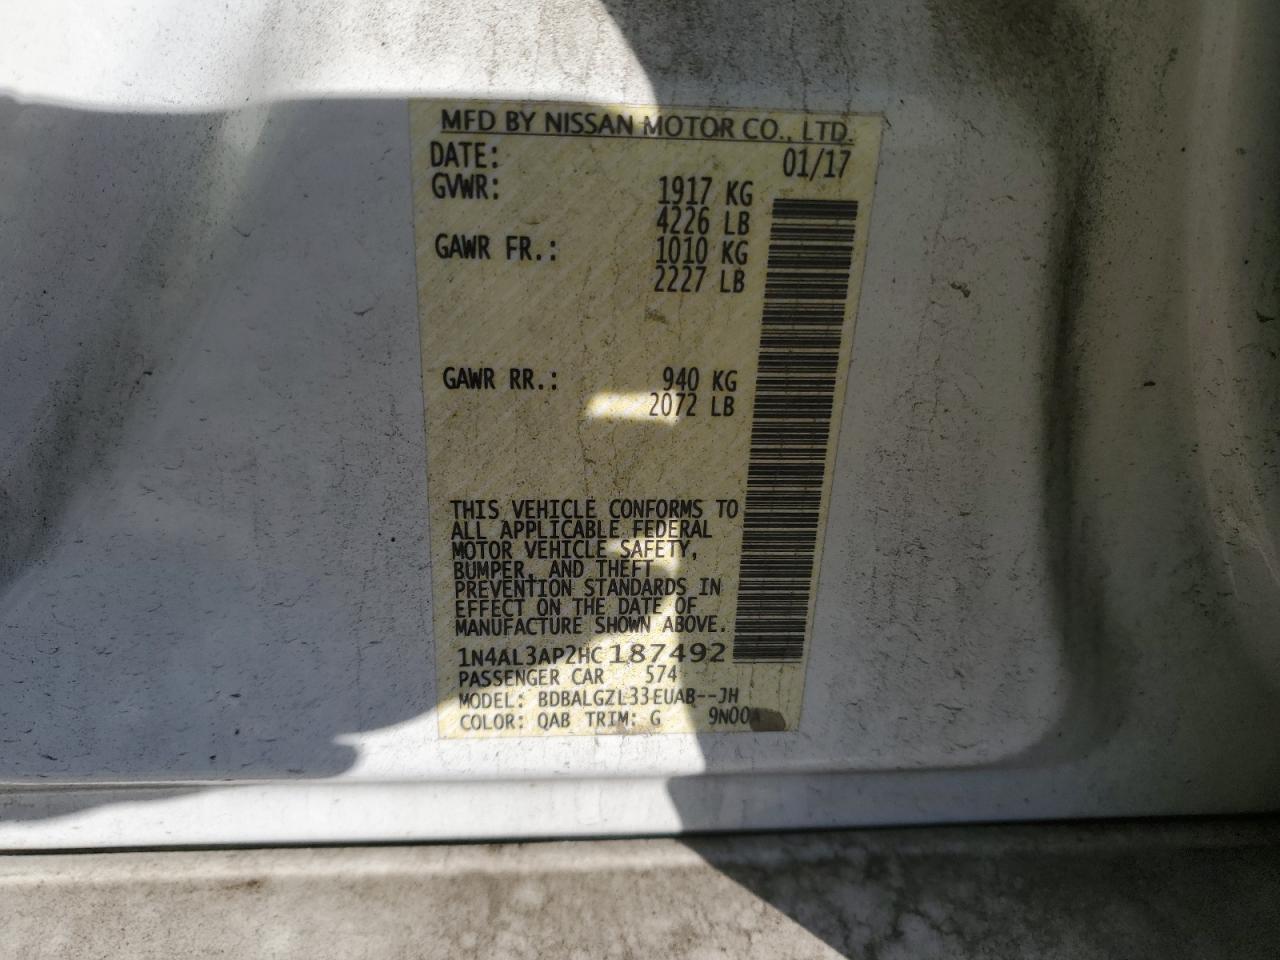 MFD BY NISSAN MOTOR CO., LTD.
DATE: 01/17
GVWR: 1917 KG
4226 LB
GAWR FR.: 1010 KG
2227 LB
GAWR RR.: 940 KG
2072 LB
THIS VEHICLE CONFORMS TO
ALL APPLICABLE FEDERAL
MOTOR VEHICLE SAFETY,
BUMPER, AND THEFT
PREVENTION STANDARDS IN
EFFECT ON THE DATE OF
MANUFACTURE SHOWN ABOVE.
1N4AL3AP2HC187492
PASSENGER CAR 574
MODEL: BDBALGZL33EUAB--JH
COLOR: QAB TRIM: G